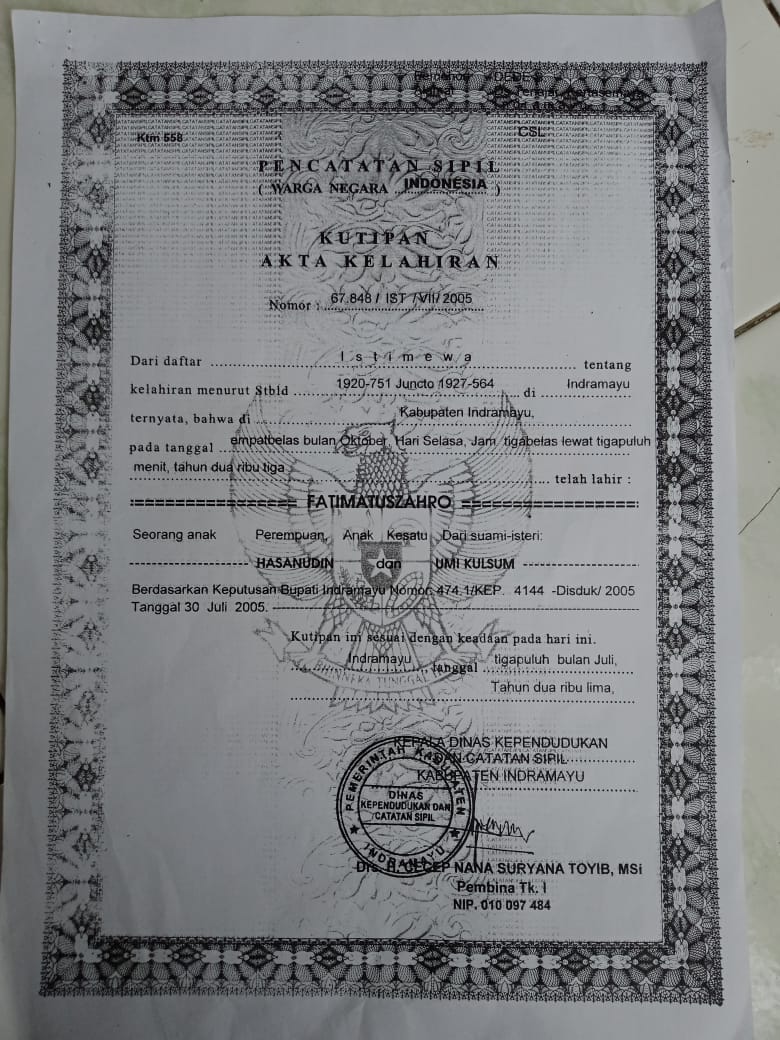 DEDE
Ktm 558
CSL
PENCATATAN SIPIL
( WARGA NEGARA INDONESIA )
KUTIPAN
AKTA KELAHIRAN
Nomor : 67.848 / IST / VII / 2005
Dari daftar Istimewa tentang
kelahiran menurut Stbld 1920-751 Juncto 1927-564 di Indramayu
ternyata, bahwa di Kabupaten Indramayu,
pada tanggal empatbelas bulan Oktober, Hari Selasa, Jam, tigabelas lewat tigapuluh
menit, tahun dua ribu tiga telah lahir :
FATIMATUSZAHRO
Seorang anak Perempuan, Anak Kesatu Dari suami-isteri:
HASANUDIN dan UMI KULSUM
Berdasarkan Keputusan Bupati Indramayu Nomor, 474.1/KEP. 4144 -Disduk/ 2005
Tanggal 30 Juli 2005.
Kutipan ini sesuai dengan keadaan pada hari ini.
Indramayu, tanggal tigapuluh bulan Juli,
Tahun dua ribu lima,
KEPALA DINAS KEPENDUDUKAN
DAN CATATAN SIPIL
KABUPATEN INDRAMAYU
PEMERINTAH KABUPATEN
DINAS
KEPENDUDUKAN DAN
CATATAN SIPIL
INDRAMAYU
Drs. H. CECEP NANA SURYANA TOYIB, MSi
Pembina Tk. I
NIP. 010 097 484